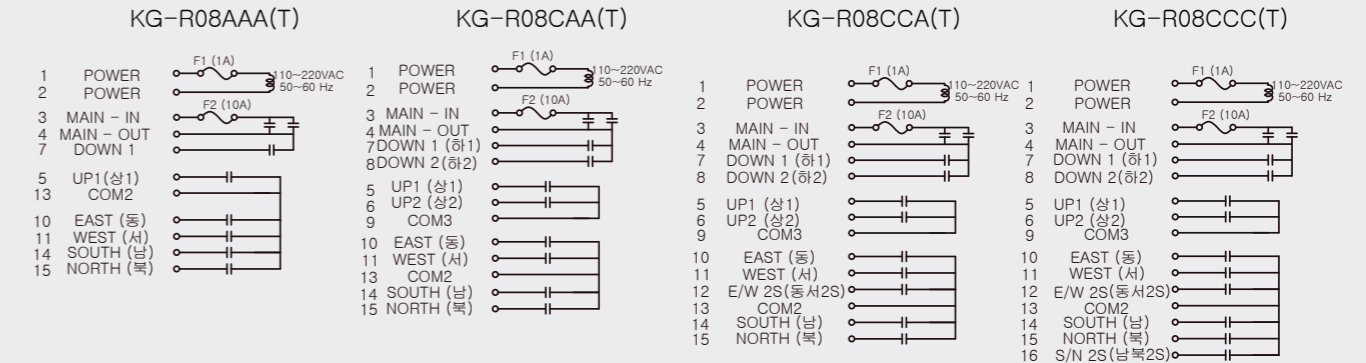 KG-R08AAA(T)
F1 (1A)
1 POWER
110~220VAC
2 POWER
50~60 Hz
F2 (10A)
3 MAIN - IN
4 MAIN - OUT
7 DOWN 1
5 UP1(상1)
13 COM2
10 EAST (동)
11 WEST (서)
14 SOUTH (남)
15 NORTH (북)
KG-R08CAA(T)
F1 (1A)
1 POWER
110~220VAC
2 POWER
50~60 Hz
F2 (10A)
3 MAIN - IN
4 MAIN - OUT
7 DOWN 1 (하1)
8 DOWN 2 (하2)
5 UP1 (상1)
6 UP2 (상2)
9 COM3
10 EAST (동)
11 WEST (서)
13 COM2
14 SOUTH (남)
15 NORTH (북)
KG-R08CCA(T)
F1 (1A)
1 POWER
110~220VAC
2 POWER
50~60 Hz
F2 (10A)
3 MAIN - IN
4 MAIN - OUT
7 DOWN 1 (하1)
8 DOWN 2(하2)
5 UP1 (상1)
6 UP2 (상2)
9 COM3
10 EAST (동)
11 WEST (서)
12 E/W 2S(동서2S)
13 COM2
14 SOUTH (남)
15 NORTH (북)
KG-R08CCC(T)
F1 (1A)
1 POWER
110~220VAC
2 POWER
50~60 Hz
F2 (10A)
3 MAIN - IN
4 MAIN - OUT
7 DOWN 1 (하1)
8 DOWN 2(하2)
5 UP1 (상1)
6 UP2 (상2)
9 COM3
10 EAST (동)
11 WEST (서)
12 E/W 2S(동서2S)
13 COM2
14 SOUTH (남)
15 NORTH (북)
16 S/N 2S(남북2S)